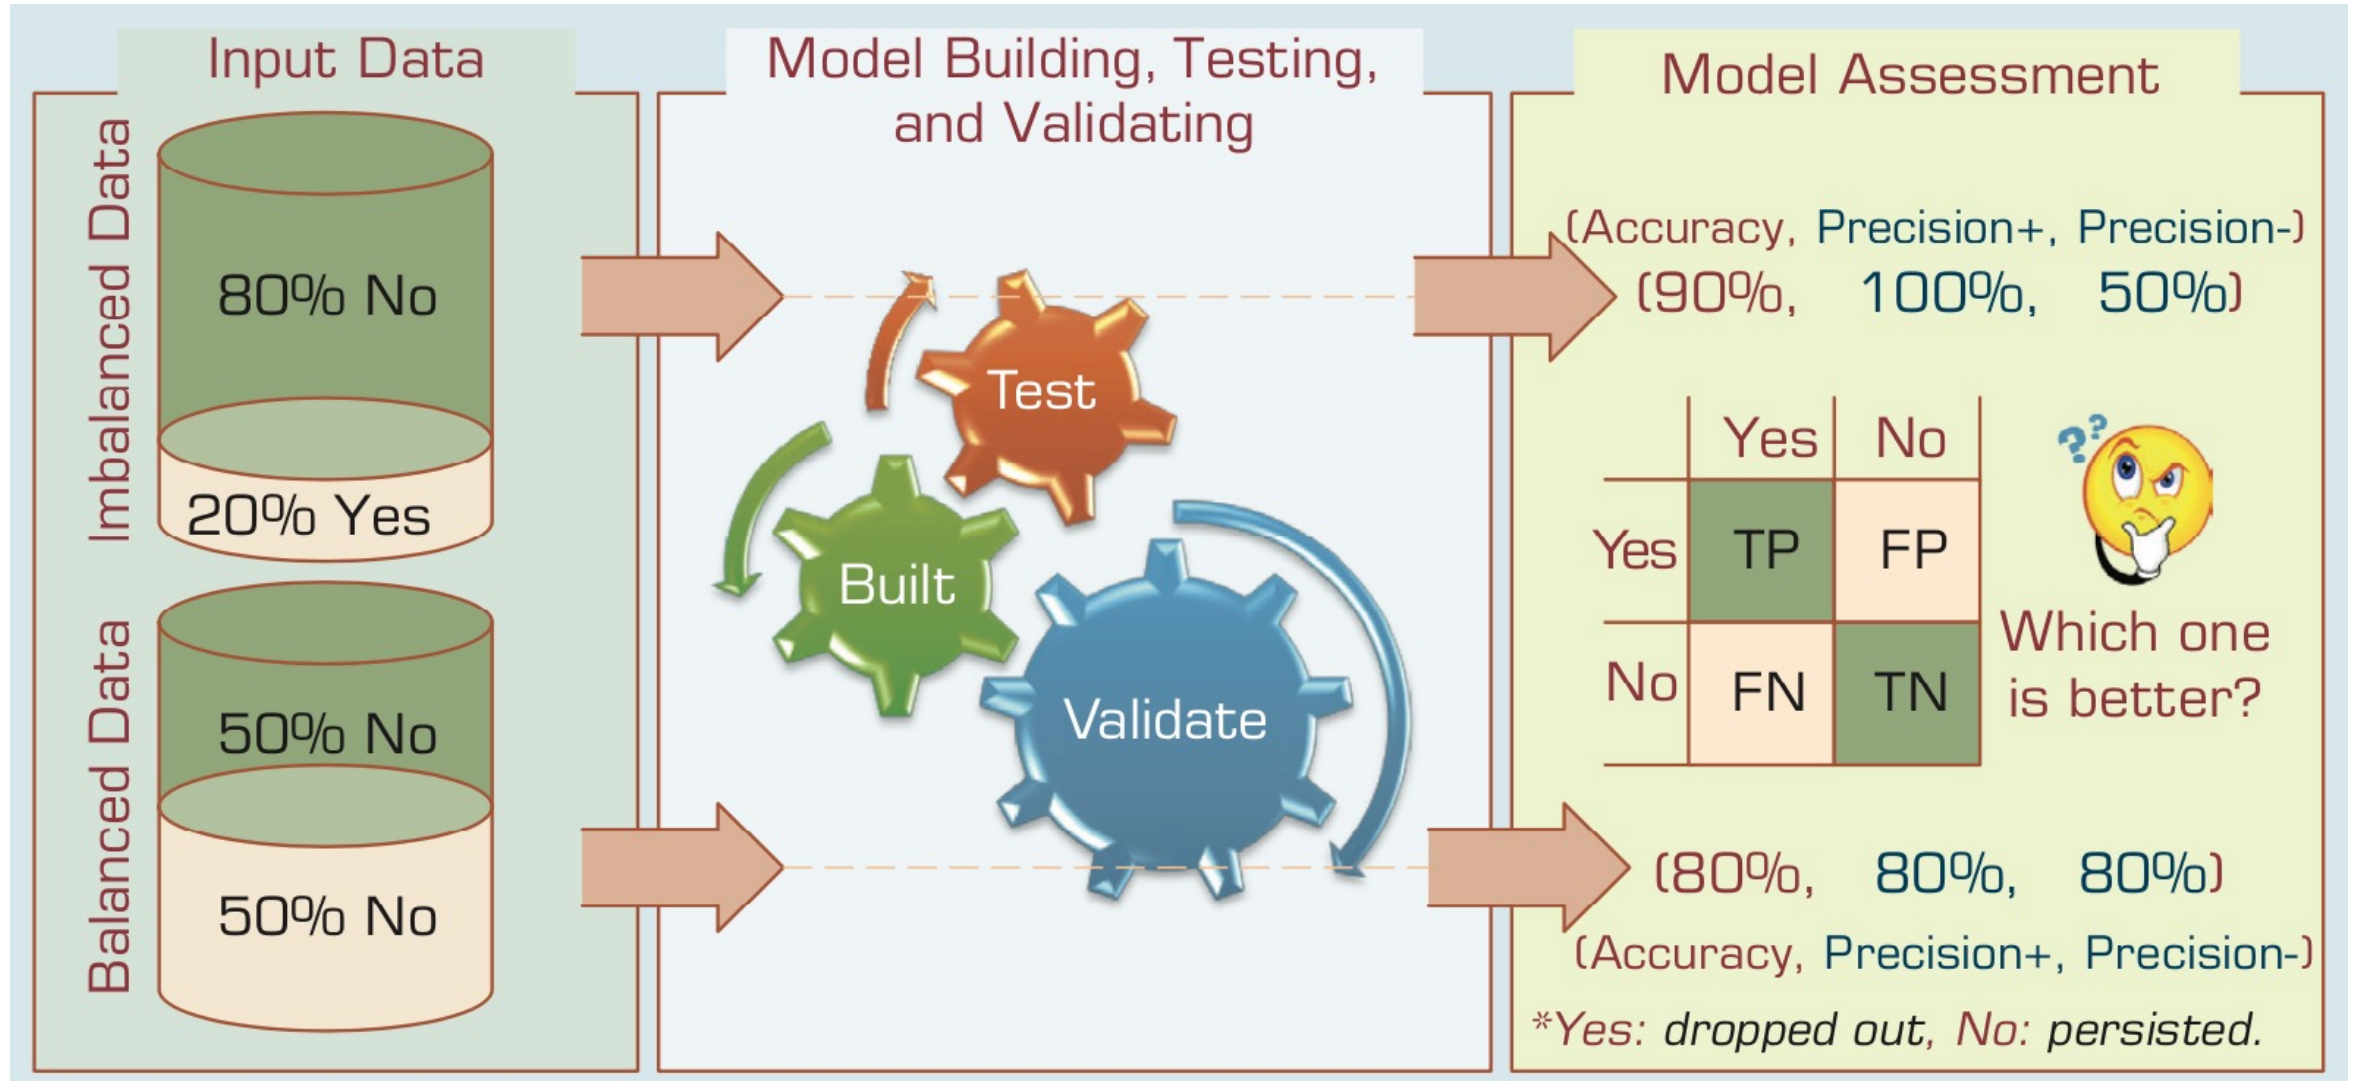 Input Data
Imbalanced Data
80% No
20% Yes
Balanced Data
50% No
50% No
Model Building, Testing,
and Validating
Test
Built
Validate
Model Assessment
(Accuracy, Precision+, Precision-)
(90%, 100%, 50%)
Yes No
Yes TP FP
No FN TN
??
Which one
is better?
(80%, 80%, 80%)
(Accuracy, Precision+, Precision-)
*Yes: dropped out, No: persisted.